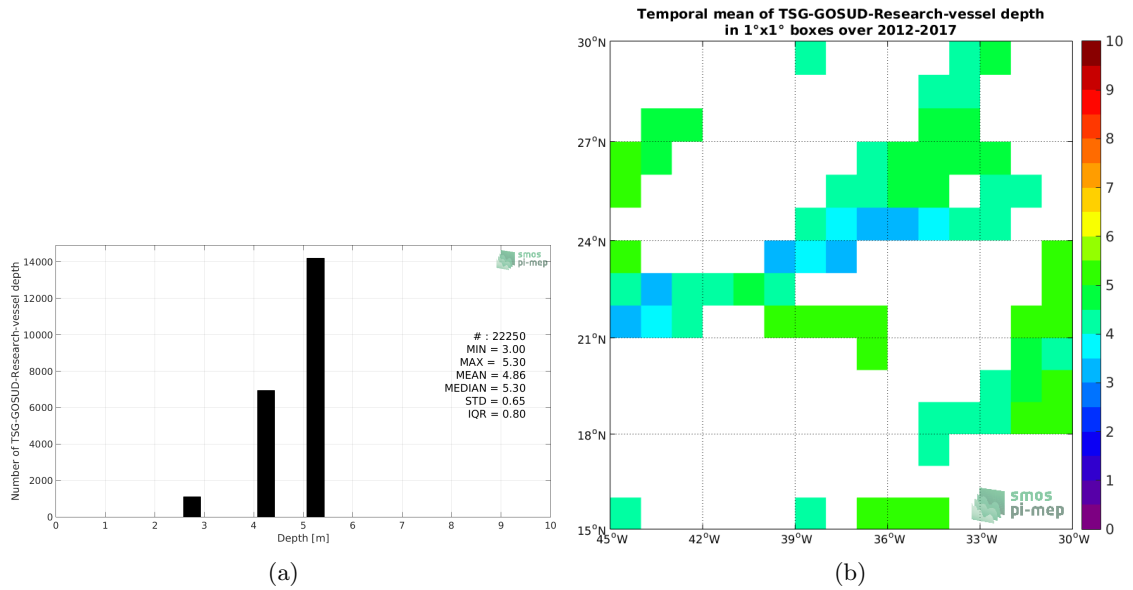 Number of TSG-GOSUD-Research-vessel depth
14000
12000
10000
8000
6000
4000
2000
0
smos
pi-mep
# : 22250
MIN = 3.00
MAX = 5.30
MEAN = 4.86
MEDIAN = 5.30
STD = 0.65
IQR = 0.80
0 1 2 3 4 5 6 7 8 9 10
Depth [m]
(a)
Temporal mean of TSG-GOSUD-Research-vessel depth
in 1°x1° boxes over 2012-2017
30°N
27°N
24°N
21°N
18°N
15°N
45°W 42°W 39°W 36°W 33°W 30°W
smos
pi-mep
10
9
8
7
6
5
4
3
2
1
0
(b)